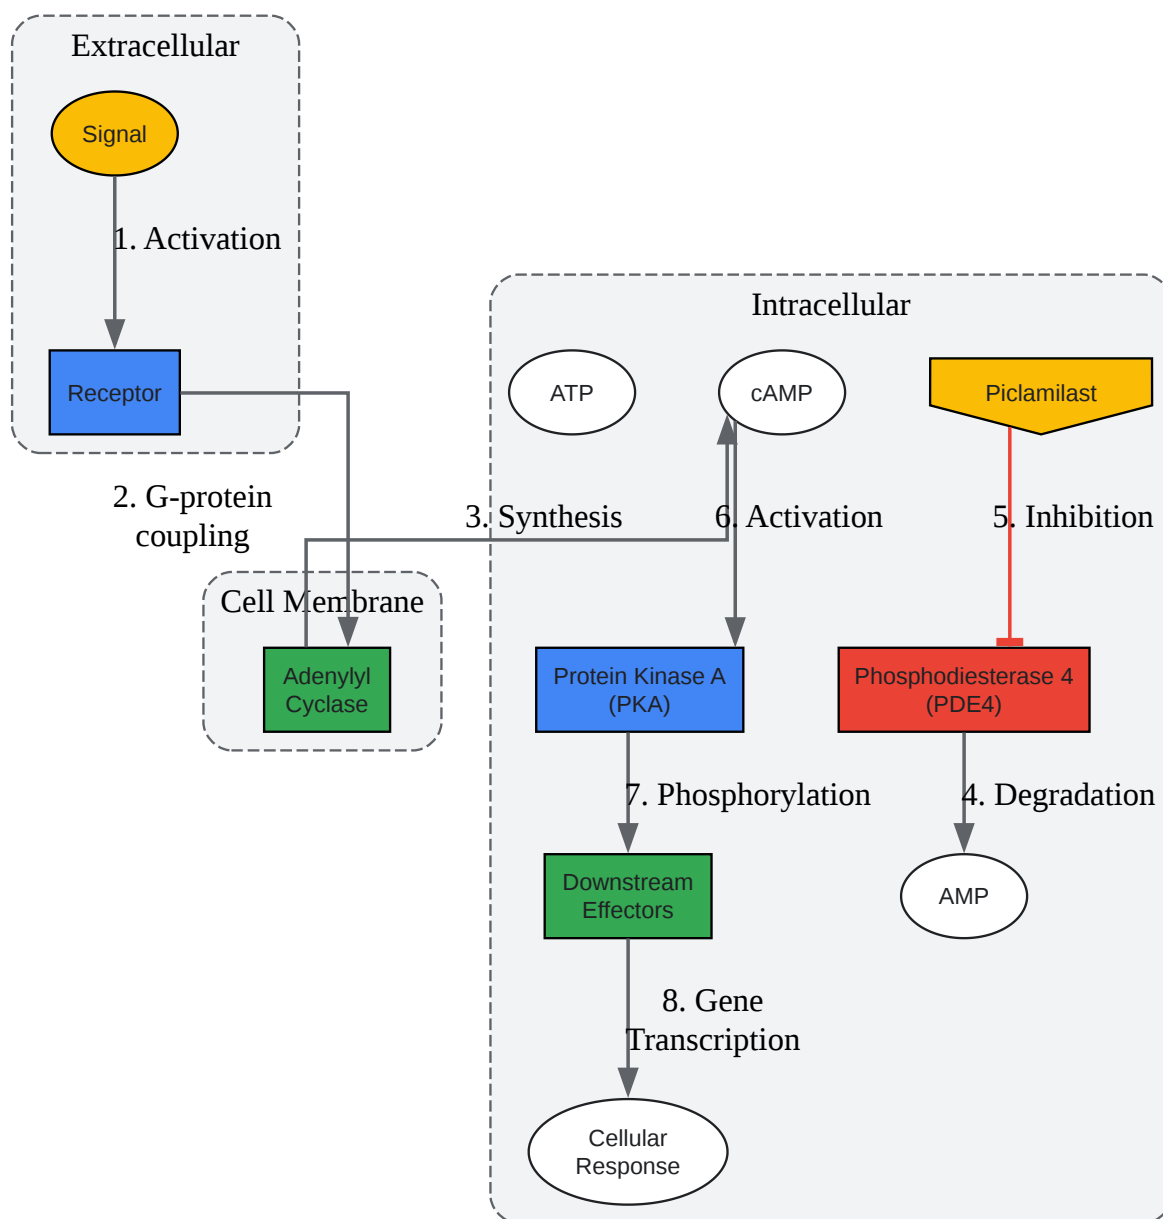 Extracellular
Signal
1. Activation
Intracellular
Receptor
ATP
cAMP
Piclamilast
2. G-protein
coupling
3. Synthesis
6. Activation
5. Inhibition
Cell Membrane
Adenylyl
Cyclase
Protein Kinase A
(PKA)
Phosphodiesterase 4
(PDE4)
7. Phosphorylation
4. Degradation
Downstream
Effectors
AMP
8. Gene
Transcription
Cellular
Response